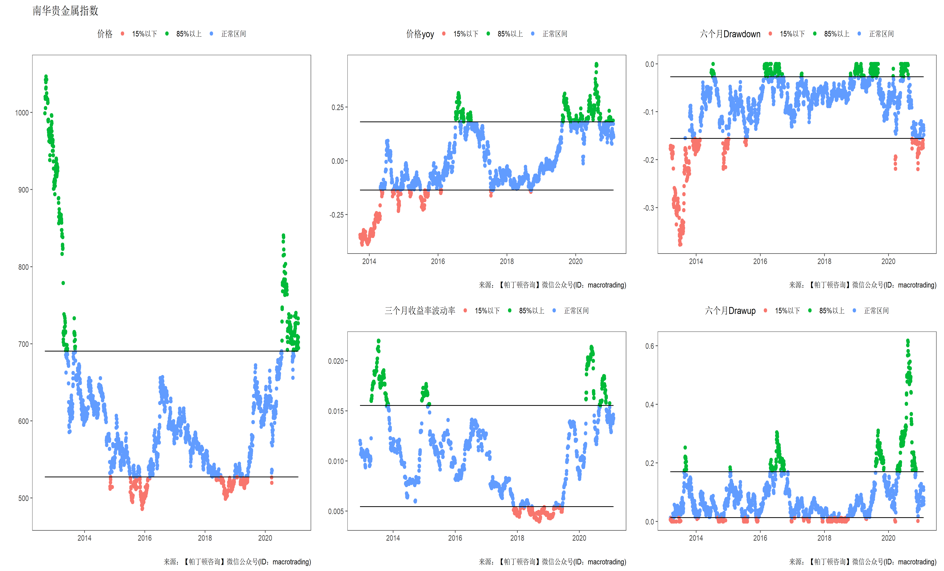 南华贵金属指数
价格 15%以下 85%以上 正常区间
1000
900
800
700
600
500
2014 2016 2018 2020
来源:【帕丁顿咨询】微信公众号(ID:macrotrading)
价格yoy 15%以下 85%以上 正常区间
0.25
0.00
-0.25
2014 2016 2018 2020
来源:【帕丁顿咨询】微信公众号(ID:macrotrading)
六个月Drawdown 15%以下 85%以上 正常区间
0.0
-0.1
-0.2
-0.3
2014 2016 2018 2020
来源:【帕丁顿咨询】微信公众号(ID:macrotrading)
三个月收益率波动率 15%以下 85%以上 正常区间
0.020
0.015
0.010
0.005
2014 2016 2018 2020
来源:【帕丁顿咨询】微信公众号(ID:macrotrading)
六个月Drawup 15%以下 85%以上 正常区间
0.6
0.4
0.2
0.0
2014 2016 2018 2020
来源:【帕丁顿咨询】微信公众号(ID:macrotrading)